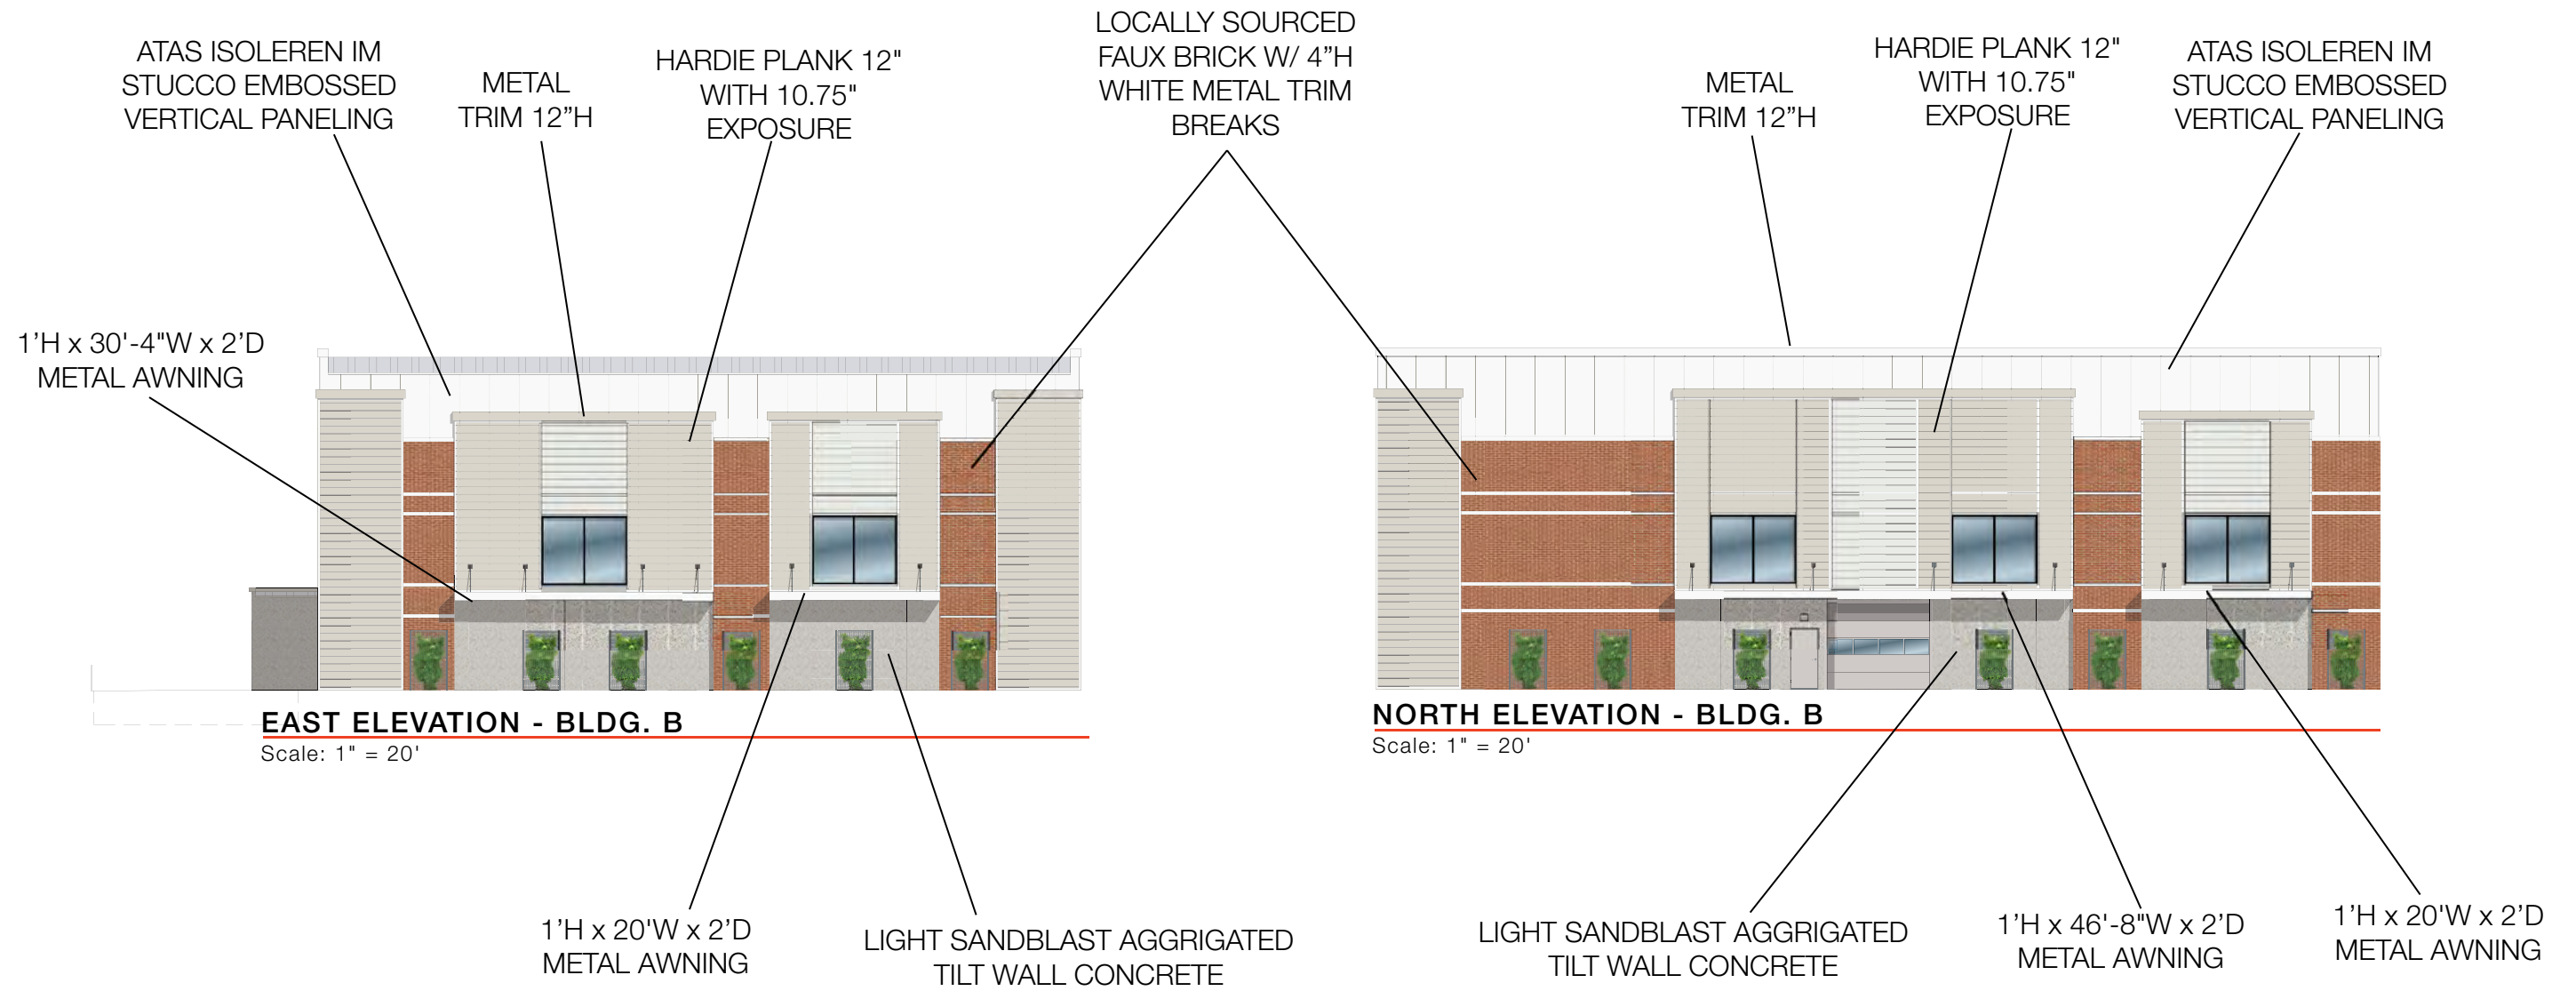 ATAS ISOLEREN IM
STUCCO EMBOSSED
VERTICAL PANELING
METAL
TRIM 12”H
HARDIE PLANK 12"
WITH 10.75"
EXPOSURE
LOCALLY SOURCED
FAUX BRICK W/ 4”H
WHITE METAL TRIM
BREAKS
METAL
TRIM 12”H
HARDIE PLANK 12"
WITH 10.75"
EXPOSURE
ATAS ISOLEREN IM
STUCCO EMBOSSED
VERTICAL PANELING
1’H x 30'-4"W x 2’D
METAL AWNING
EAST ELEVATION - BLDG. B
Scale: 1" = 20'
NORTH ELEVATION - BLDG. B
Scale: 1" = 20'
1’H x 20'W x 2’D
METAL AWNING
LIGHT SANDBLAST AGGRIGATED
TILT WALL CONCRETE
LIGHT SANDBLAST AGGRIGATED
TILT WALL CONCRETE
1’H x 46'-8"W x 2’D
METAL AWNING
1’H x 20'W x 2’D
METAL AWNING